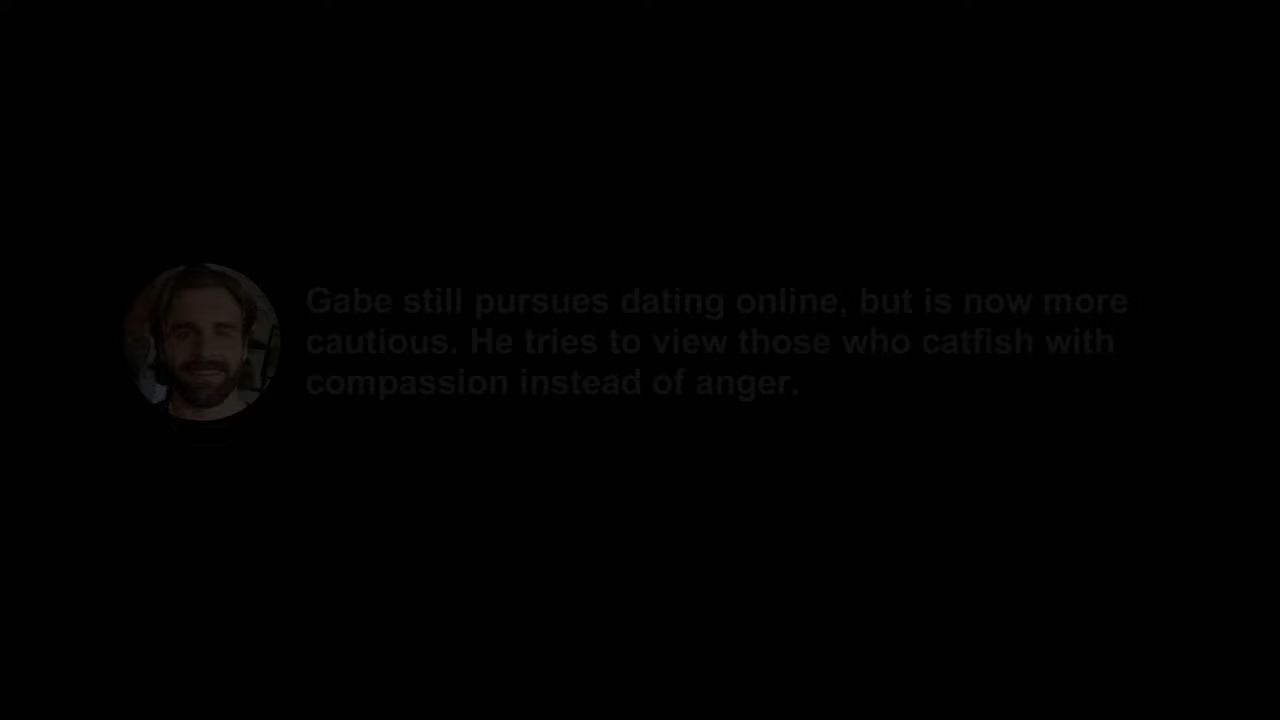 Gabe still pursues dating online, but is now more
cautious. He tries to view those who catfish with
compassion instead of anger.